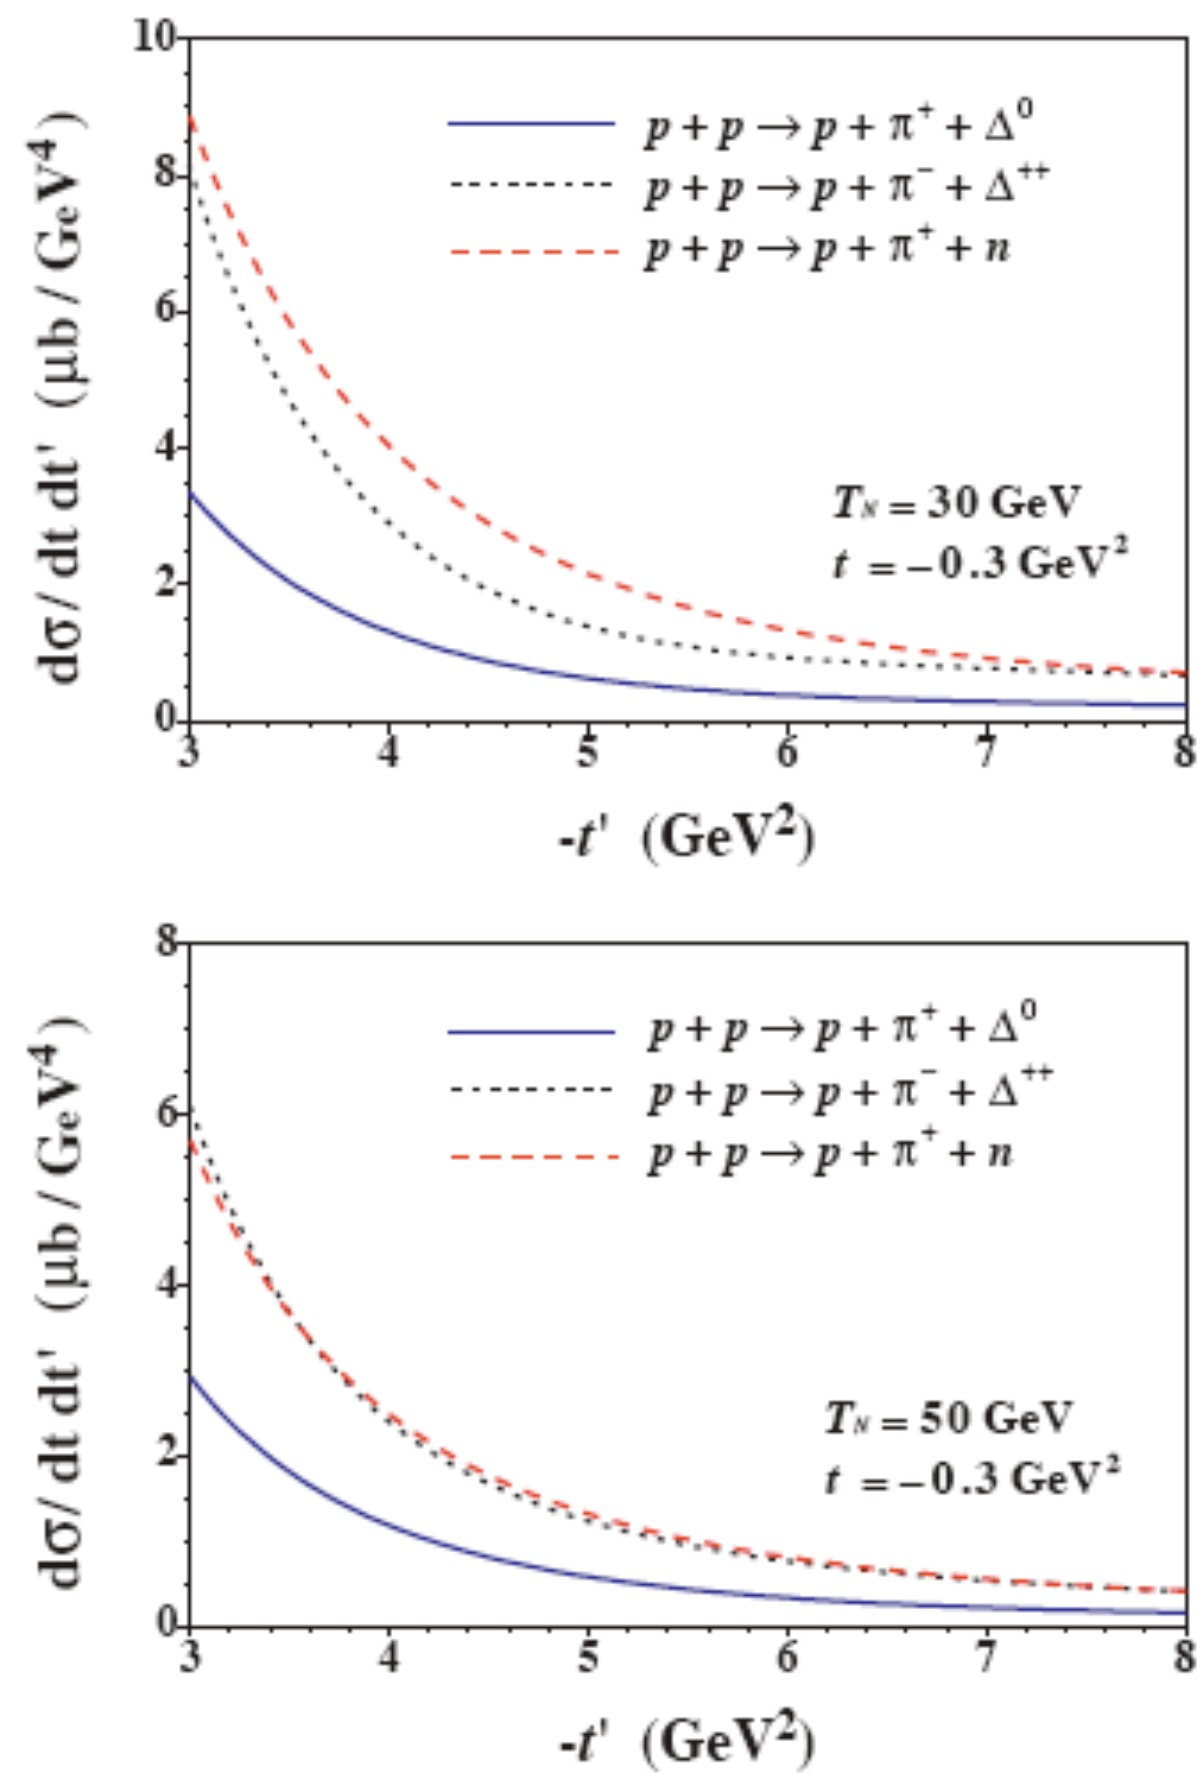 10
8
6
4
2
0
dσ/ dt dt' (μb / GeV⁴)
p + p → p + π⁺ + Δ⁰
p + p → p + π⁻ + Δ⁺⁺
p + p → p + π⁺ + n
T_N = 30 GeV
t = −0.3 GeV²
3 4 5 6 7 8
-t' (GeV²)
8
6
4
2
0
dσ/ dt dt' (μb / GeV⁴)
p + p → p + π⁺ + Δ⁰
p + p → p + π⁻ + Δ⁺⁺
p + p → p + π⁺ + n
T_N = 50 GeV
t = −0.3 GeV²
3 4 5 6 7 8
-t' (GeV²)